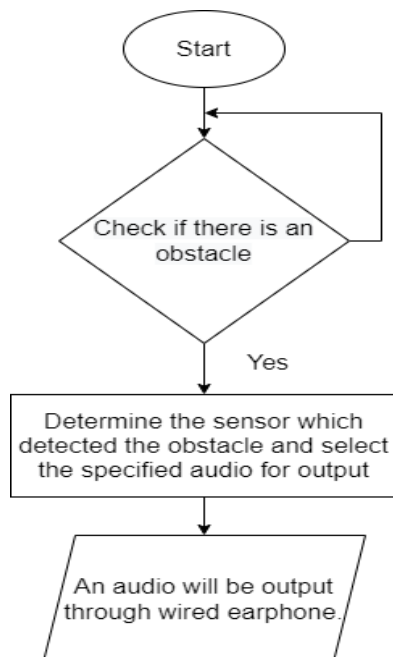 Start
Check if there is an
obstacle
Yes
Determine the sensor which
detected the obstacle and select
the specified audio for output
An audio will be output
through wired earphone.